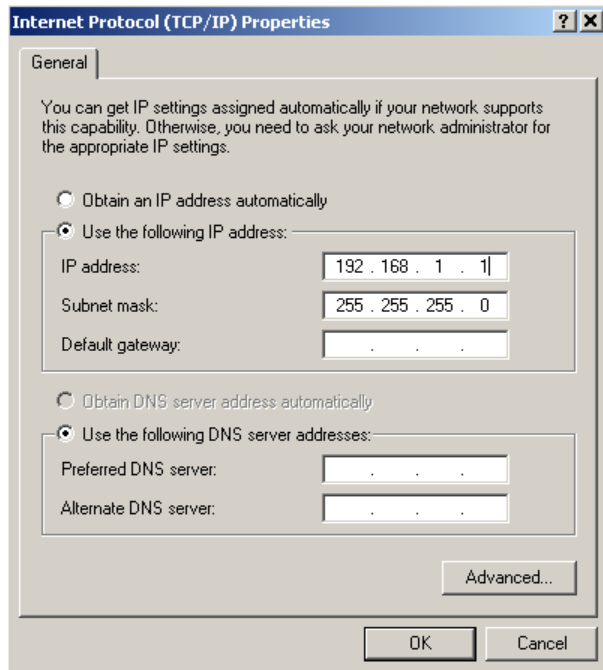 Internet Protocol (TCP/IP) Properties
General
You can get IP settings assigned automatically if your network supports
this capability. Otherwise, you need to ask your network administrator for
the appropriate IP settings.
Obtain an IP address automatically
Use the following IP address:
IP address: 192 . 168 . 1 . 1
Subnet mask: 255 . 255 . 255 . 0
Default gateway: . . .
Obtain DNS server address automatically
Use the following DNS server addresses:
Preferred DNS server: . . .
Alternate DNS server: . . .
Advanced...
OK Cancel